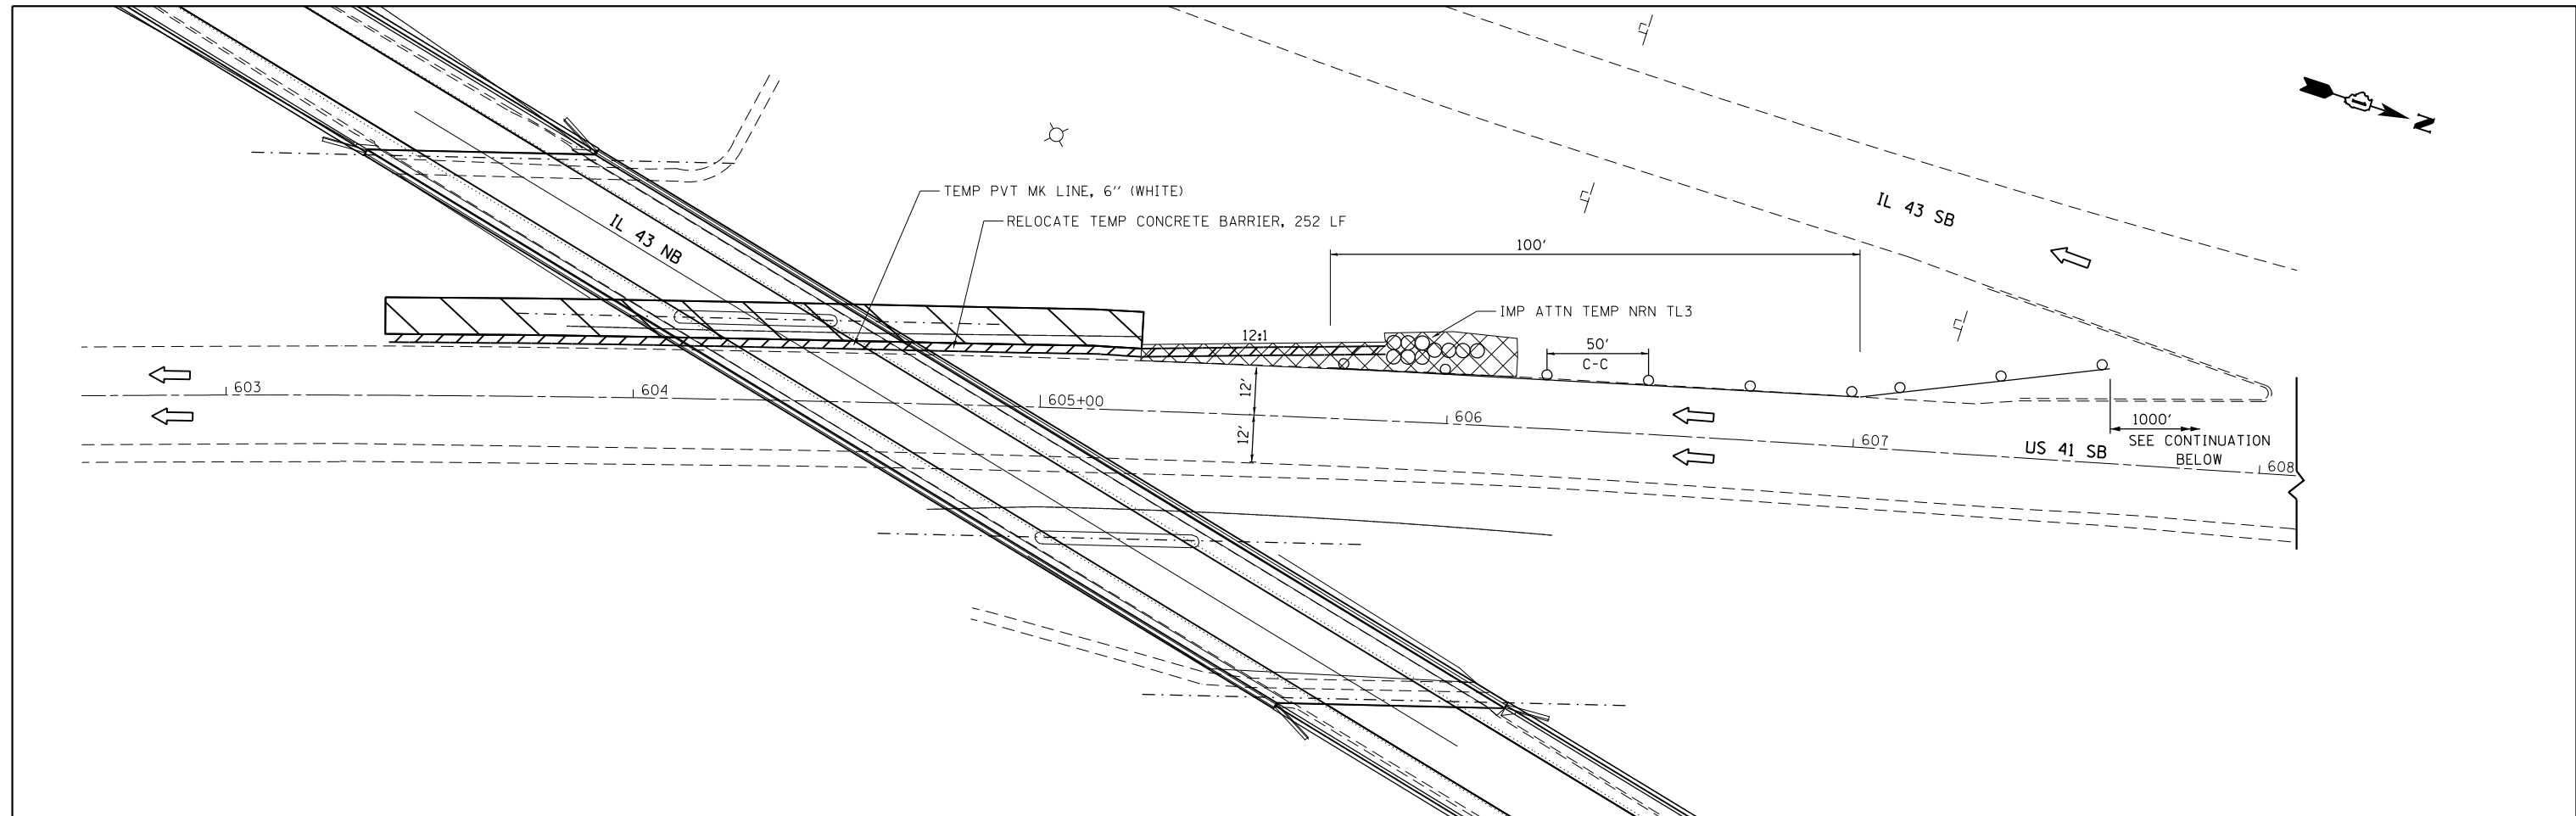 N
TEMP PVT MK LINE, 6'' (WHITE)
RELOCATE TEMP CONCRETE BARRIER, 252 LF
IL 43 NB
IL 43 SB
100'
IMP ATTN TEMP NRN TL3
12:1
50'
C-C
12'
12'
603
604
605+00
606
607
608
US 41 SB
1000'
SEE CONTINUATION
BELOW